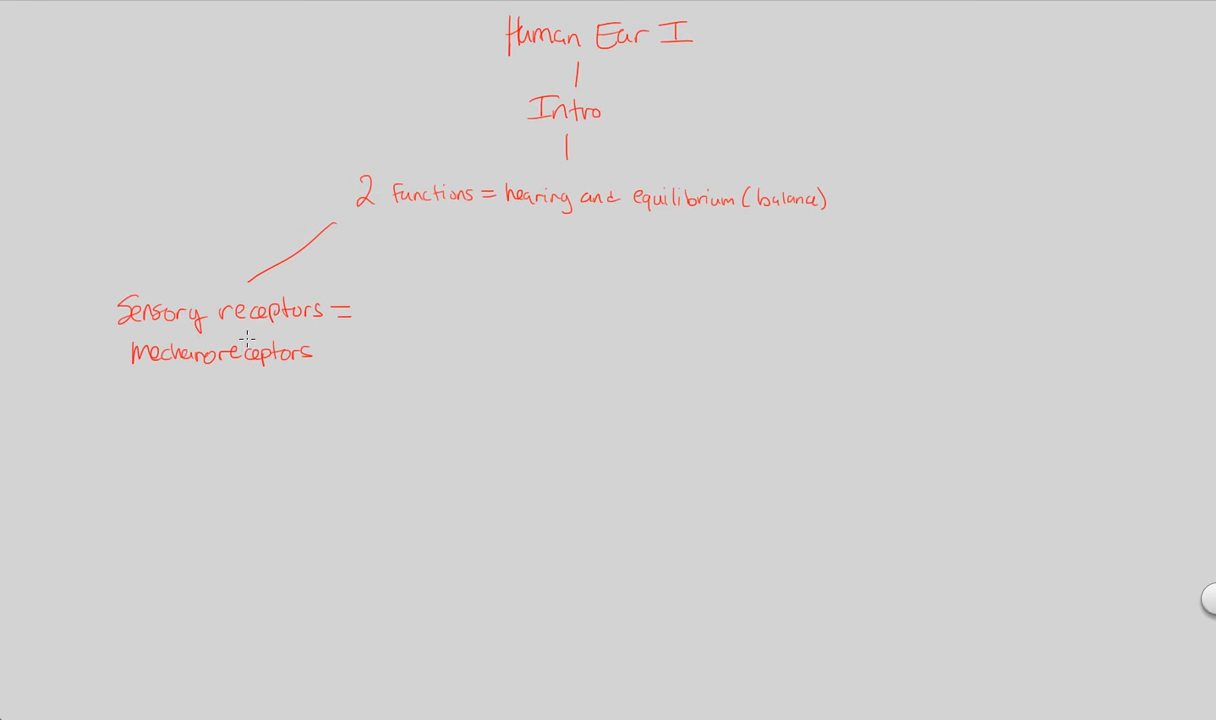 Human Ear I
Intro
2 Functions = hearing and equilibrium (balance)
Sensory receptors =
Mechanoreceptors